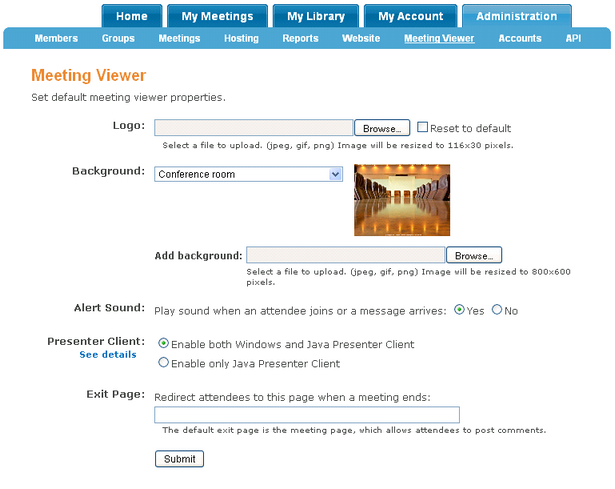 Home My Meetings My Library My Account Administration
Members Groups Meetings Hosting Reports Website Meeting Viewer Accounts API
Meeting Viewer
Set default meeting viewer properties.
Logo: Browse... Reset to default
Select a file to upload. (jpeg, gif, png) Image will be resized to 116x30 pixels.
Background: Conference room
Add background: Browse...
Select a file to upload. (jpeg, gif, png) Image will be resized to 800x600
pixels.
Alert Sound: Play sound when an attendee joins or a message arrives: Yes No
Presenter Client: Enable both Windows and Java Presenter Client
See details
Enable only Java Presenter Client
Exit Page: Redirect attendees to this page when a meeting ends:
The default exit page is the meeting page, which allows attendees to post comments.
Submit